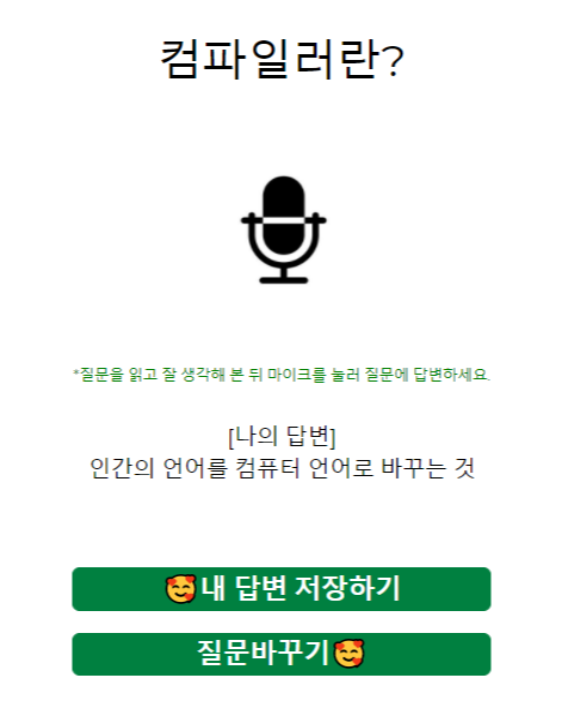 컴파일러란?
*질문을 읽고 잘 생각해 본 뒤 마이크를 눌러 질문에 답변하세요.
[나의 답변]
인간의 언어를 컴퓨터 언어로 바꾸는 것
🥰내 답변 저장하기
질문바꾸기🥰